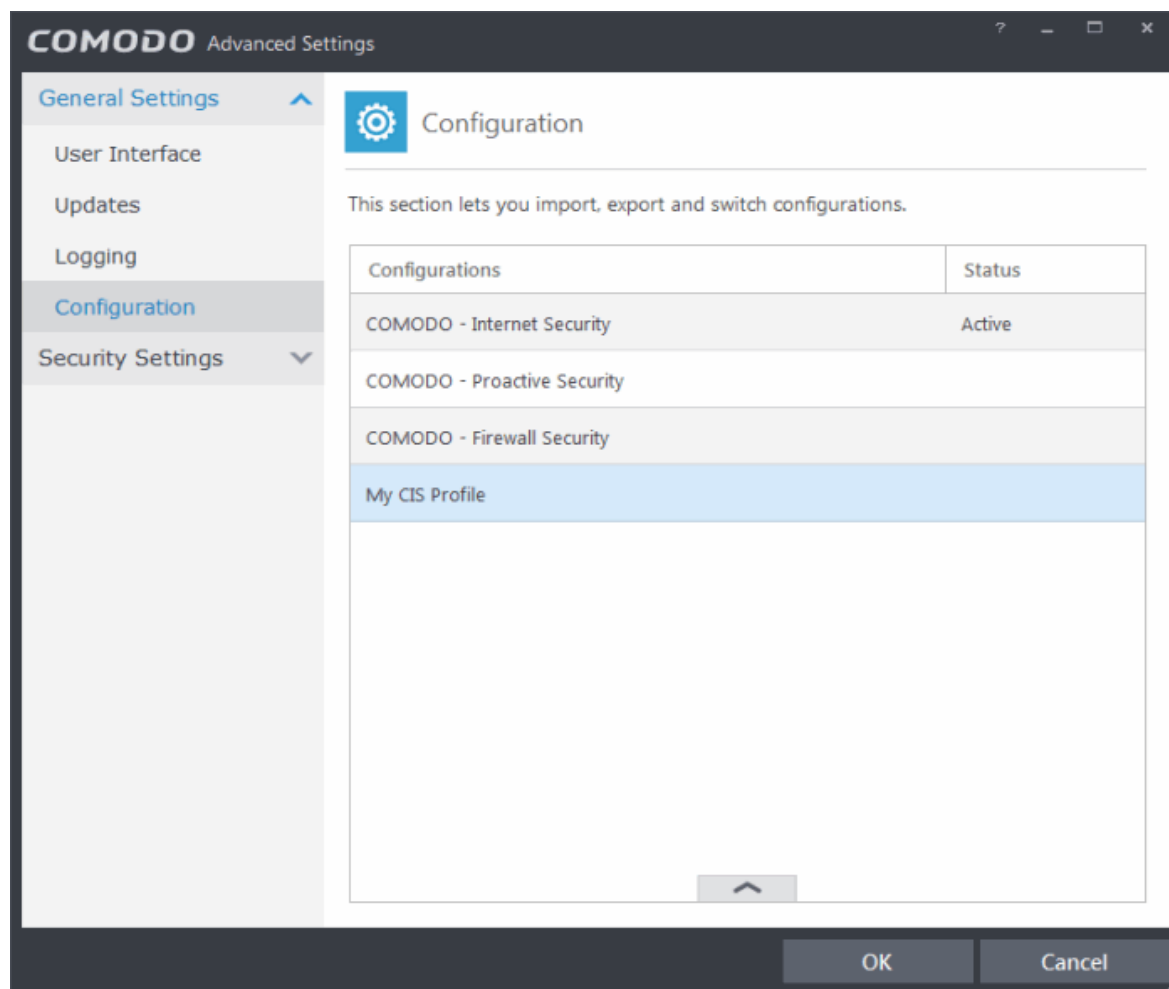 COMODO Advanced Settings
?
General Settings
User Interface
Updates
Logging
Configuration
Security Settings
Configuration
This section lets you import, export and switch configurations.
Configurations Status
COMODO - Internet Security Active
COMODO - Proactive Security
COMODO - Firewall Security
My CIS Profile
OK Cancel